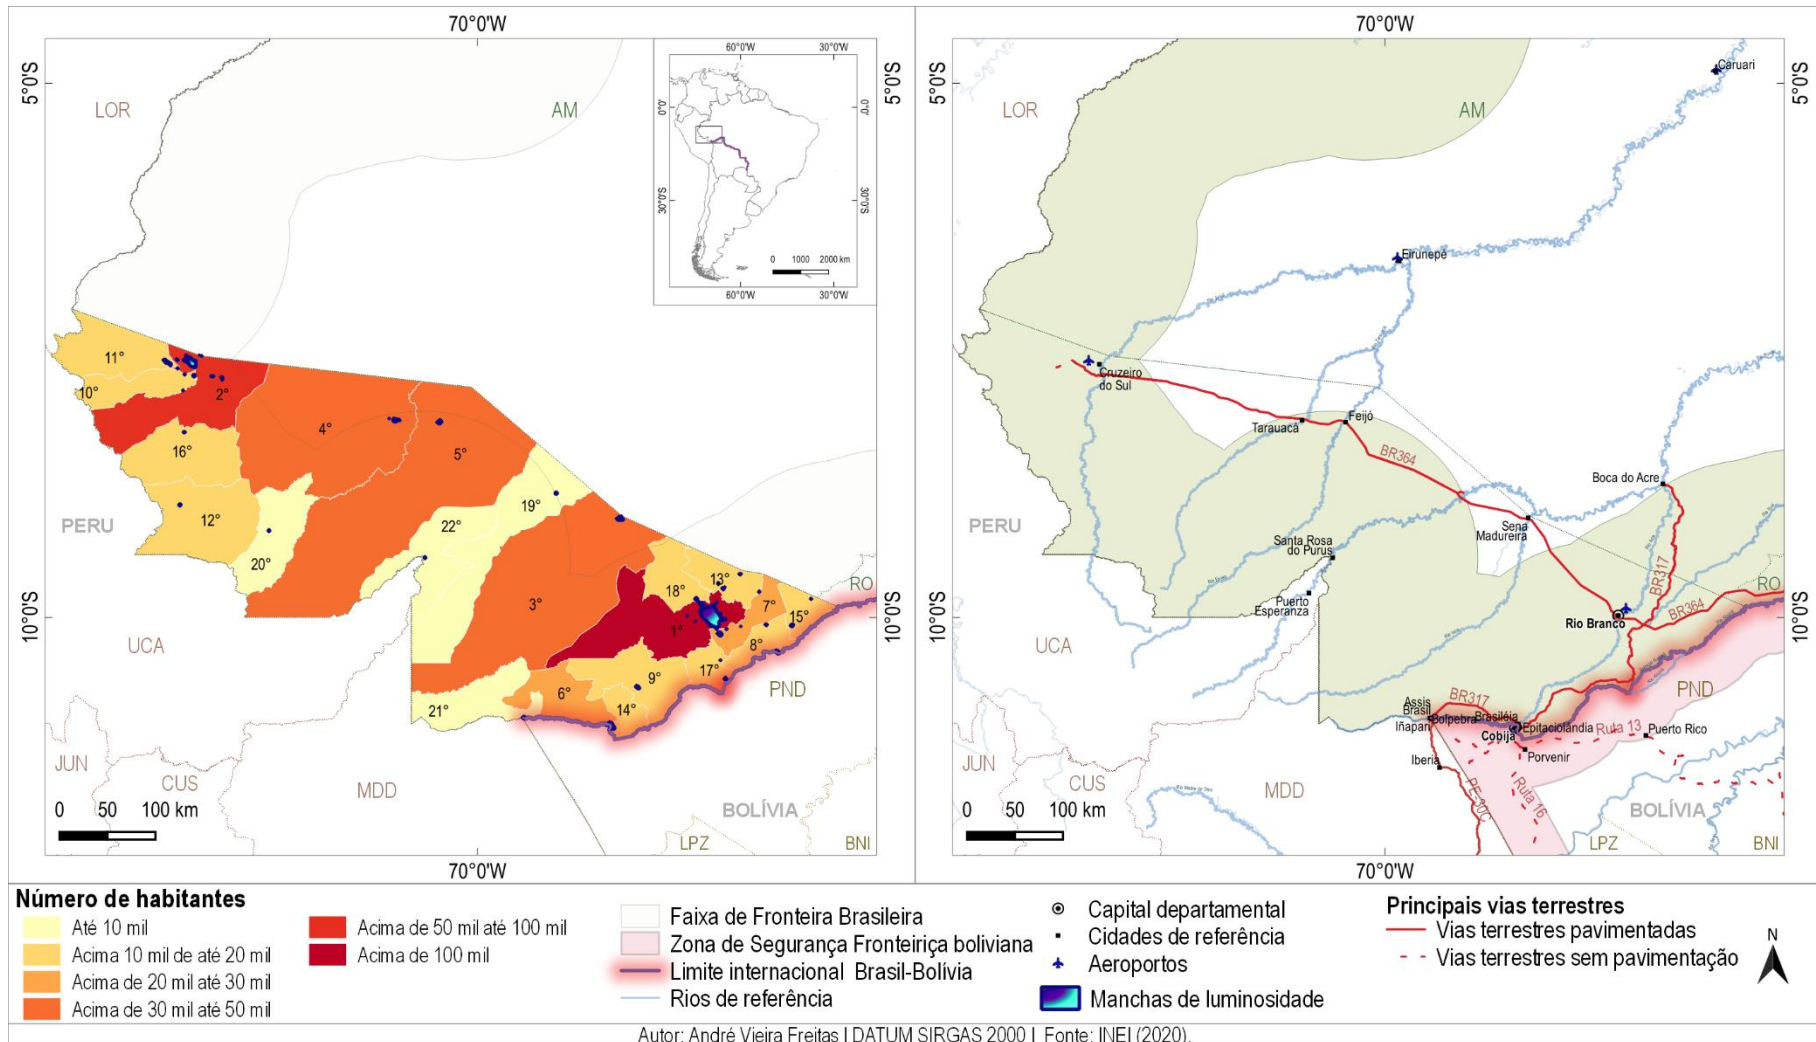 70°0'W
70°0'W
5°0'S
LOR
AM
60°0'W
30°0'W
0°0'
0°0'
30°0'S
30°0'S
0 1000 2000 km
60°0'W
30°0'W
5°0'S
5°0'S
LOR
AM
Caruari
5°0'S
Eirunepê
11°
10°
2°
4°
5°
16°
12°
20°
19°
22°
3°
18°
13°
1°
7°
15°
8°
17°
9°
6°
14°
21°
PERU
UCA
RO
PND
10°0'S
10°0'S
JUN
CUS
MDD
BOLÍVIA
LPZ
BNI
0 50 100 km
70°0'W
Cruzeiro
do Sul
Tarauacá
Feijó
BR364
Boca do Acre
PERU
Sena
Madureira
Santa Rosa
do Purus
BR317
RO
Puerto
Esperanza
10°0'S
Rio Branco
BR364
10°0'S
UCA
PND
Assis
Brasil
BR317
Bolpebra
Brasiléia
Iñapari
Epitaciolândia
Cobija
Ruta 13
Puerto Rico
Porvenir
Iberia
JUN
CUS
MDD
PE-30C
Ruta 16
BOLÍVIA
LPZ
BNI
0 50 100 km
70°0'W
Número de habitantes
Até 10 mil
Acima 10 mil de até 20 mil
Acima de 20 mil até 30 mil
Acima de 30 mil até 50 mil
Acima de 50 mil até 100 mil
Acima de 100 mil
Faixa de Fronteira Brasileira
Zona de Segurança Fronteiriça boliviana
Limite internacional Brasil-Bolívia
Rios de referência
Capital departamental
Cidades de referência
Aeroportos
Manchas de luminosidade
Principais vias terrestres
Vias terrestres pavimentadas
Vias terrestres sem pavimentação
N
Autor: André Vieira Freitas I DATUM SIRGAS 2000 I Fonte: INEI (2020).